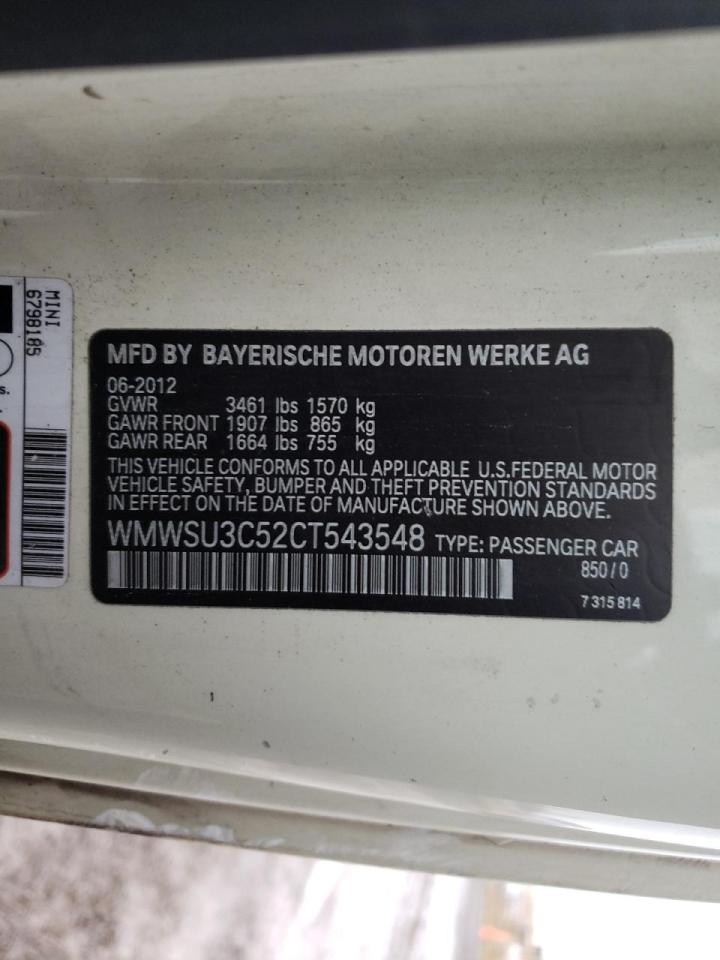 MINI
6798185
s.
MFD BY BAYERISCHE MOTOREN WERKE AG
06-2012
GVWR 3461 lbs 1570 kg
GAWR FRONT 1907 lbs 865 kg
GAWR REAR 1664 lbs 755 kg
THIS VEHICLE CONFORMS TO ALL APPLICABLE U.S.FEDERAL MOTOR
VEHICLE SAFETY, BUMPER AND THEFT PREVENTION STANDARDS
IN EFFECT ON THE DATE OF MANUFACTURE SHOWN ABOVE.
WMWSU3C52CT543548 TYPE: PASSENGER CAR
850/0
7 315 814